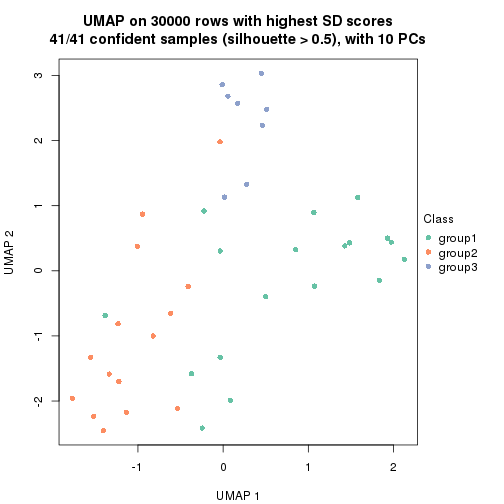 UMAP on 30000 rows with highest SD scores
41/41 confident samples (silhouette > 0.5), with 10 PCs
3
2
1
0
-1
-2
UMAP 2
-1
0
1
2
UMAP 1
Class
group1
group2
group3